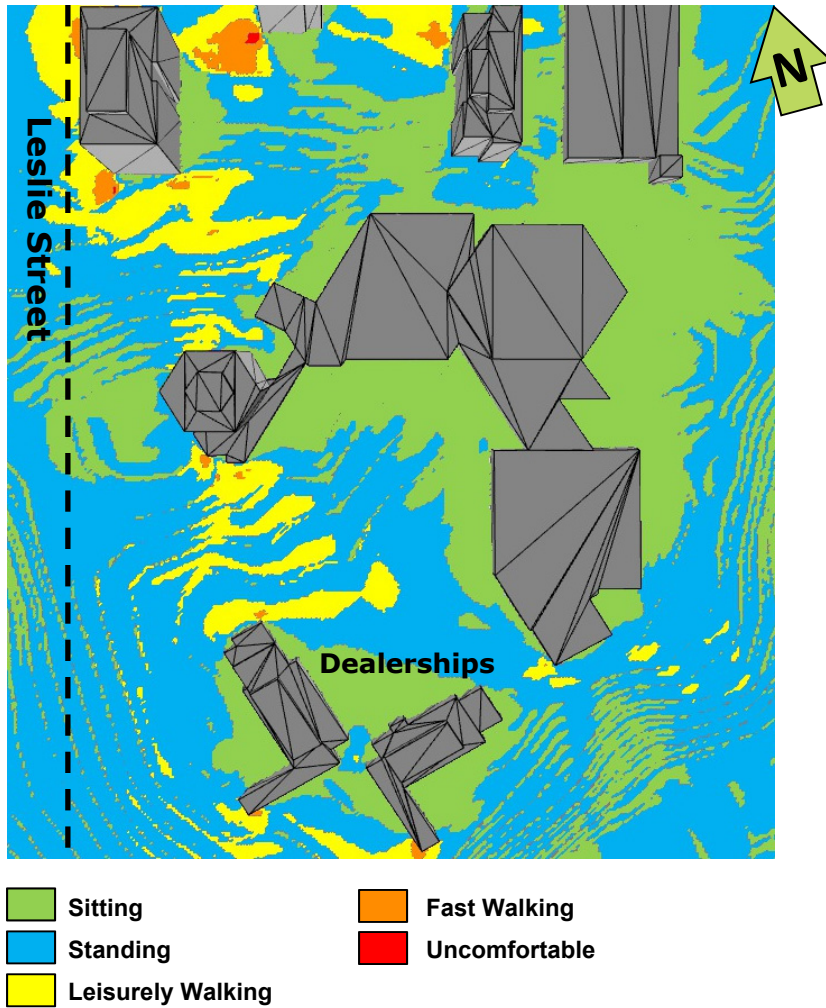 N
Leslie Street
Dealerships
Sitting
Fast Walking
Standing
Uncomfortable
Leisurely Walking